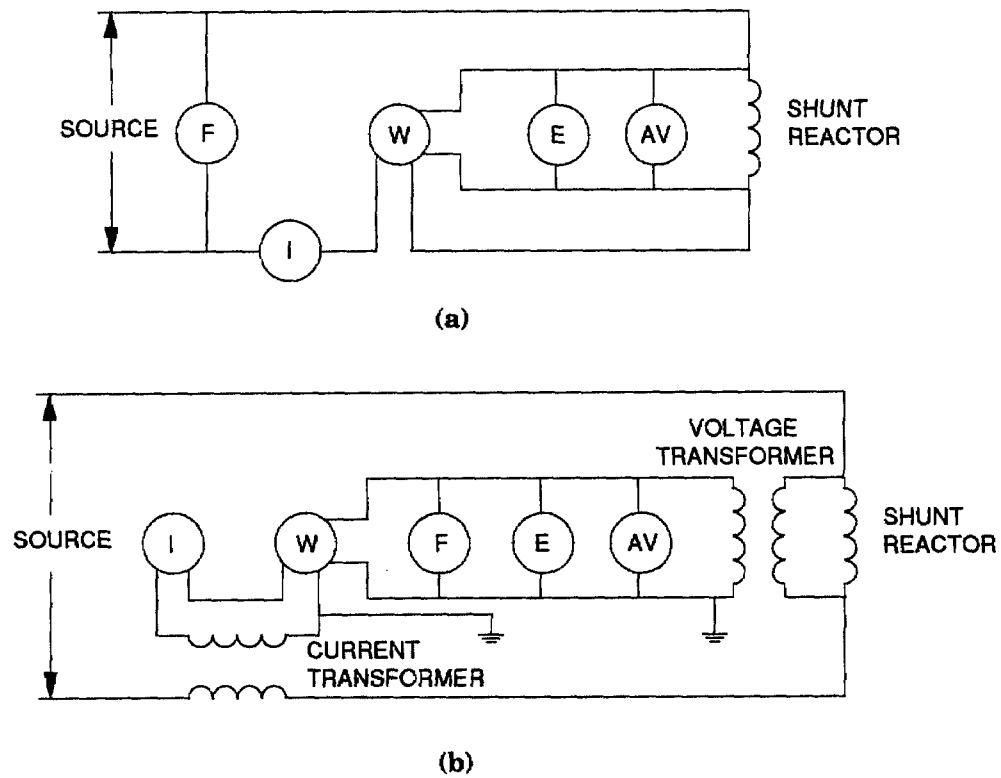 SOURCE
F
I
W
E
AV
SHUNT
REACTOR
(a)
VOLTAGE
TRANSFORMER
SOURCE
I
W
F
E
AV
SHUNT
REACTOR
CURRENT
TRANSFORMER
(b)